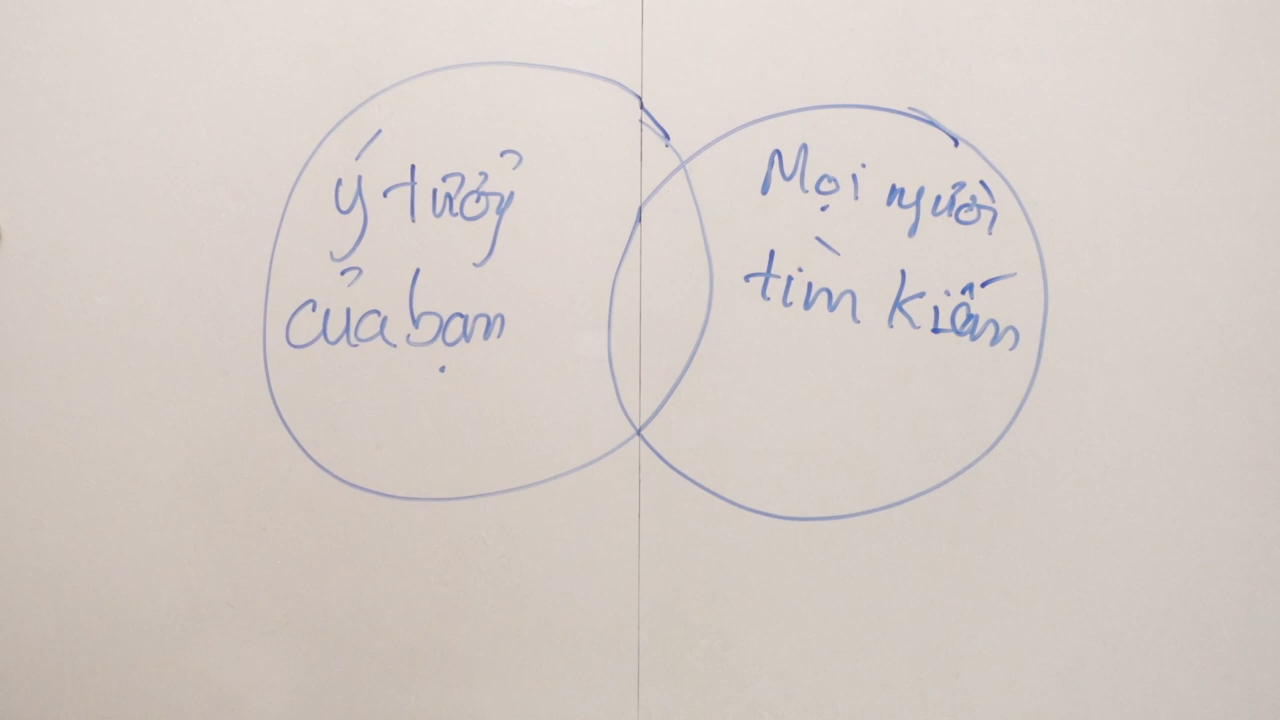 ý tưởng
của bạn
Mọi người
tìm kiếm